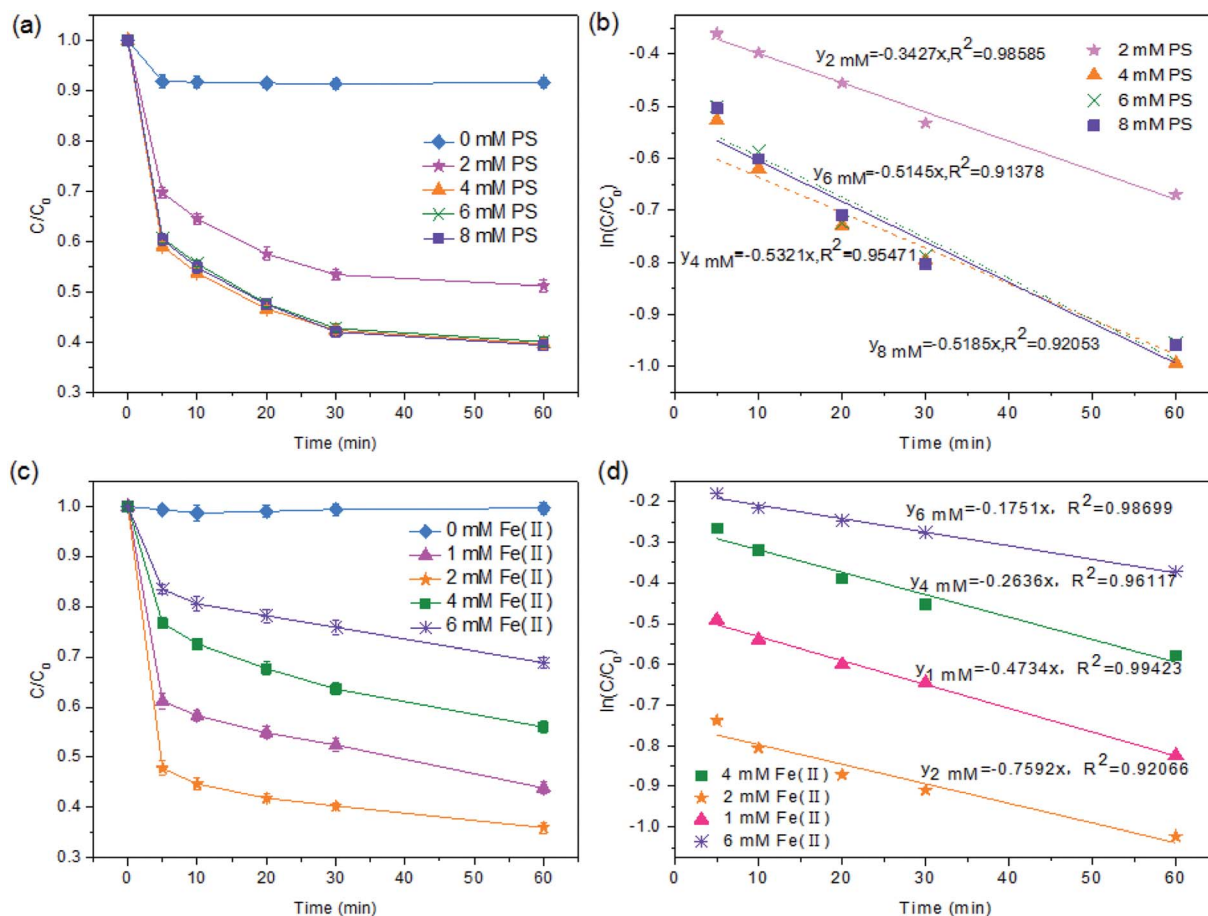 (a)
1.0
0.9
0.8
0.7
0.6
0.5
0.4
0.3
C/C₀
0 mM PS
2 mM PS
4 mM PS
6 mM PS
8 mM PS
0 10 20 30 40 50 60
Time (min)
(b)
-0.4
-0.5
-0.6
-0.7
-0.8
-0.9
-1.0
ln(C/C₀)
y₂ ₘM=-0.3427x,R²=0.98585
2 mM PS
4 mM PS
6 mM PS
8 mM PS
y₆ ₘM=-0.5145x,R²=0.91378
y₄ ₘM=-0.5321x,R²=0.95471
y₈ ₘM=-0.5185x,R²=0.92053
0 10 20 30 40 50 60
Time (min)
(c)
1.0
0.9
0.8
0.7
0.6
0.5
0.4
0.3
C/C₀
0 mM Fe(Ⅱ)
1 mM Fe(Ⅱ)
2 mM Fe(Ⅱ)
4 mM Fe(Ⅱ)
6 mM Fe(Ⅱ)
0 10 20 30 40 50 60
Time (min)
(d)
-0.2
-0.3
-0.4
-0.5
-0.6
-0.7
-0.8
-0.9
-1.0
ln(C/C₀)
y₆ ₘM=-0.1751x, R²=0.98699
y₄ ₘM=-0.2636x, R²=0.96117
y₁ ₘM=-0.4734x, R²=0.99423
y₂ ₘM=-0.7592x, R²=0.92066
4 mM Fe(Ⅱ)
2 mM Fe(Ⅱ)
1 mM Fe(Ⅱ)
6 mM Fe(Ⅱ)
0 10 20 30 40 50 60
Time (min)